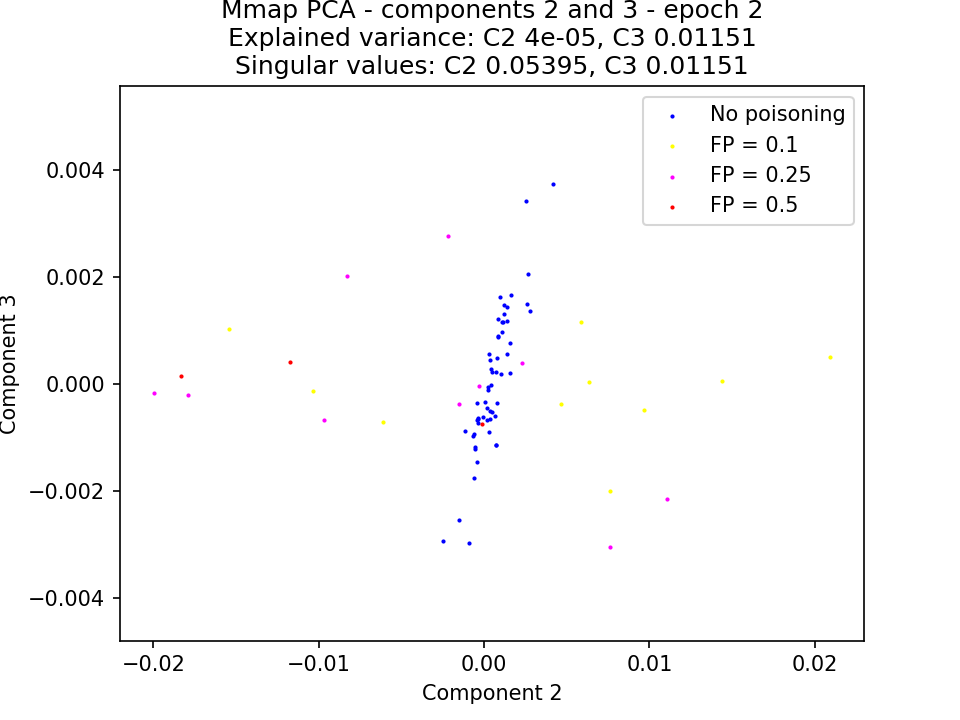 Mmap PCA - components 2 and 3 - epoch 2
Explained variance: C2 4e-05, C3 0.01151
Singular values: C2 0.05395, C3 0.01151
No poisoning
FP = 0.1
FP = 0.25
FP = 0.5
0.004
0.002
0.000
−0.002
−0.004
Component 3
−0.02
−0.01
0.00
0.01
0.02
Component 2